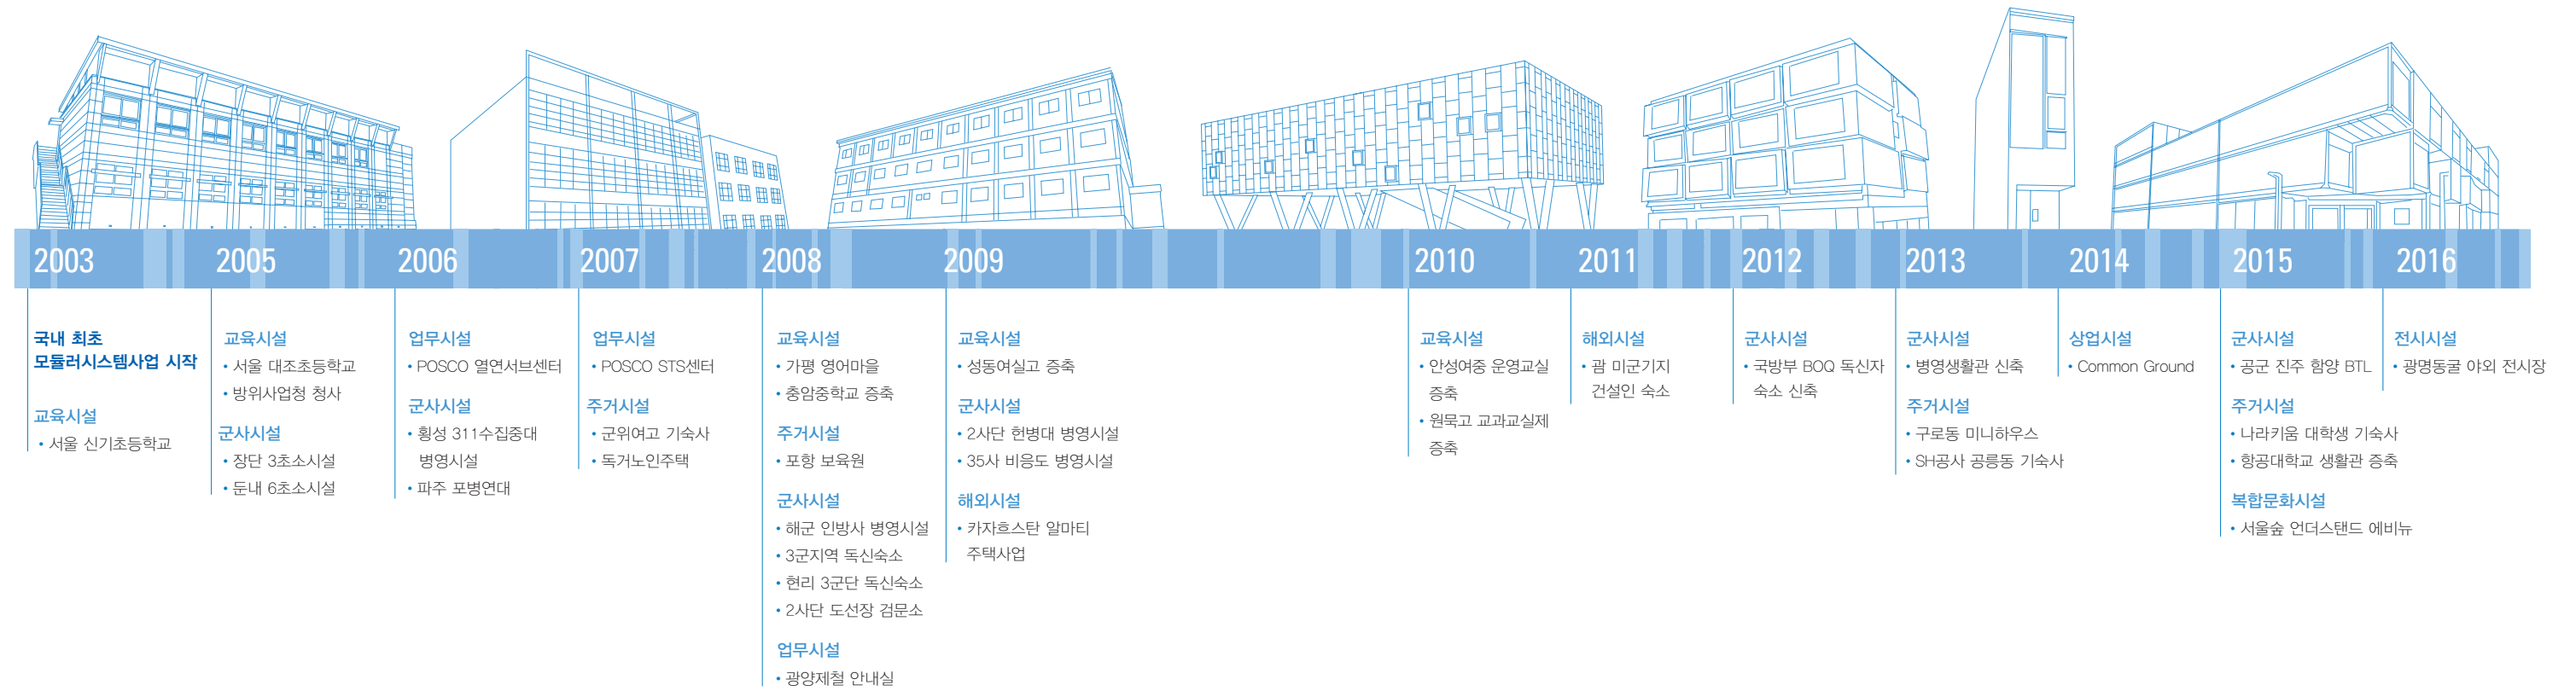 2003
국내 최초
모듈러시스템사업 시작
교육시설
• 서울 신기초등학교
2005
교육시설
• 서울 대조초등학교
• 방위사업청 청사
군사시설
• 장단 3초소시설
• 둔내 6초소시설
2006
업무시설
• POSCO 열연서브센터
군사시설
• 횡성 311수집중대
병영시설
• 파주 포병연대
2007
업무시설
• POSCO STS센터
주거시설
• 군위여고 기숙사
• 독거노인주택
2008
교육시설
• 가평 영어마을
• 충암중학교 증축
주거시설
• 포항 보육원
군사시설
• 해군 인방사 병영시설
• 3군지역 독신숙소
• 현리 3군단 독신숙소
• 2사단 도선장 검문소
업무시설
• 광양제철 안내실
2009
교육시설
• 성동여실고 증축
군사시설
• 2사단 헌병대 병영시설
• 35사 비응도 병영시설
해외시설
• 카자흐스탄 알마티
주택사업
2010
교육시설
• 안성여중 운영교실
증축
• 원묵고 교과교실제
증축
2011
해외시설
• 괌 미군기지
건설인 숙소
2012
군사시설
• 국방부 BOQ 독신자
숙소 신축
2013
군사시설
• 병영생활관 신축
주거시설
• 구로동 미니하우스
• SH공사 공릉동 기숙사
2014
상업시설
• Common Ground
2015
군사시설
• 공군 진주 함양 BTL
주거시설
• 나라키움 대학생 기숙사
• 항공대학교 생활관 증축
복합문화시설
• 서울숲 언더스탠드 에비뉴
2016
전시시설
• 광명동굴 야외 전시장